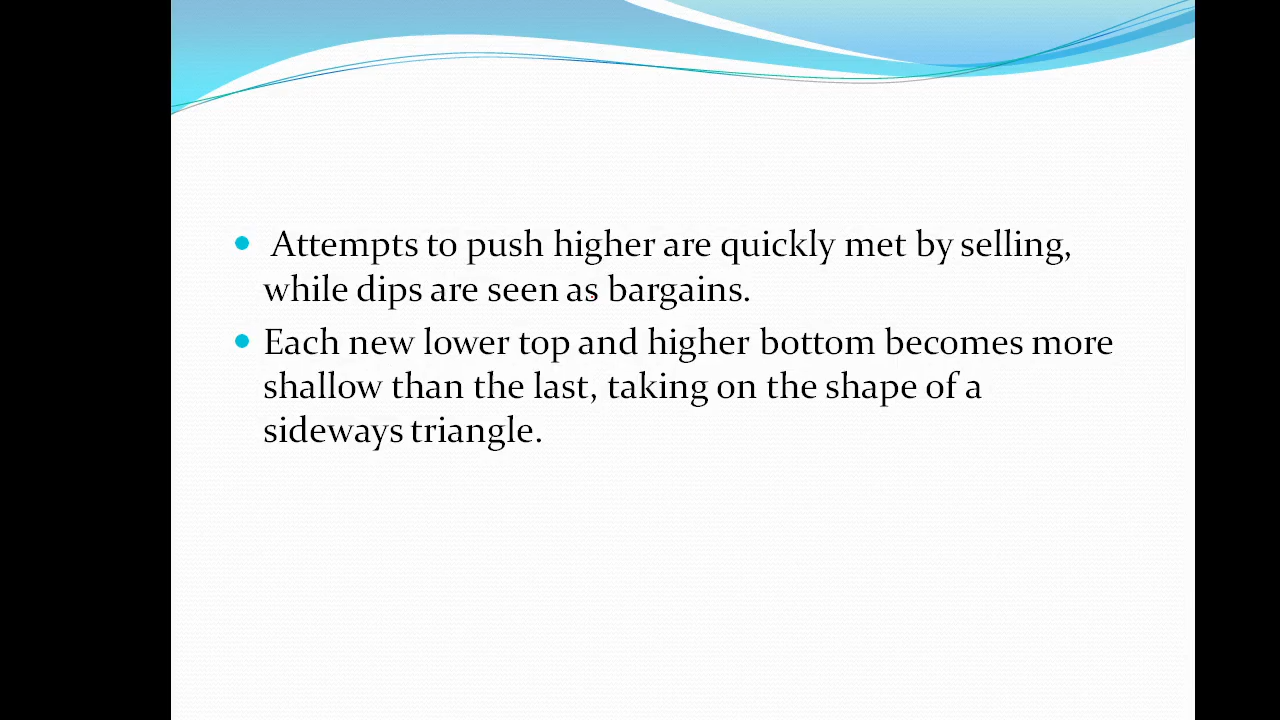 • Attempts to push higher are quickly met by selling,
while dips are seen as bargains.
• Each new lower top and higher bottom becomes more
shallow than the last, taking on the shape of a
sideways triangle.